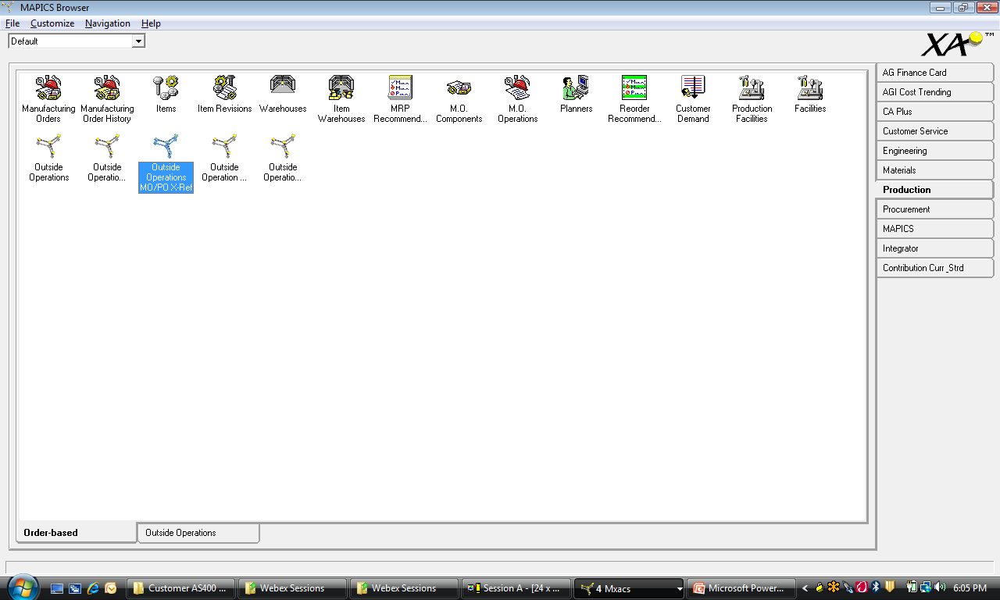 MAPICS Browser
File Customize Navigation Help
Default
XA™
Manufacturing Orders
Manufacturing Order History
Items
Item Revisions
Warehouses
Item Warehouses
MRP Recommend...
M.O. Components
M.O. Operations
Planners
Reorder Recommend...
Customer Demand
Production Facilities
Facilities
Outside Operations
Outside Operatio...
Outside Operations MO/PO X-Ref
Outside Operation ...
Outside Operatio...
AG Finance Card
AGI Cost Trending
CA Plus
Customer Service
Engineering
Materials
Production
Procurement
MAPICS
Integrator
Contribution Curr _Strd
Order-based
Outside Operations
Customer AS400 ...
Webex Sessions
Webex Sessions
Session A - [24 x ...
4 Mxacs
Microsoft Power...
6:05 PM